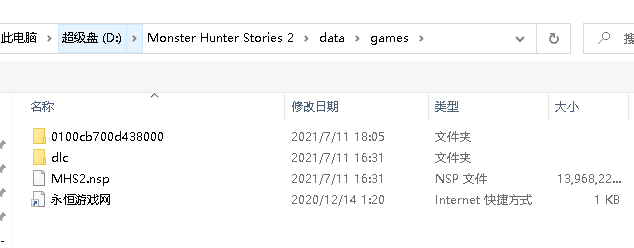 此电脑 超级盘 (D:) Monster Hunter Stories 2 data games
名称 修改日期 类型 大小
0100cb700d438000 2021/7/11 18:05 文件夹
dlc 2021/7/11 16:31 文件夹
MHS2.nsp 2021/7/11 16:31 NSP 文件 13,968,22...
永恒游戏网 2020/12/14 1:20 Internet 快捷方式 1 KB